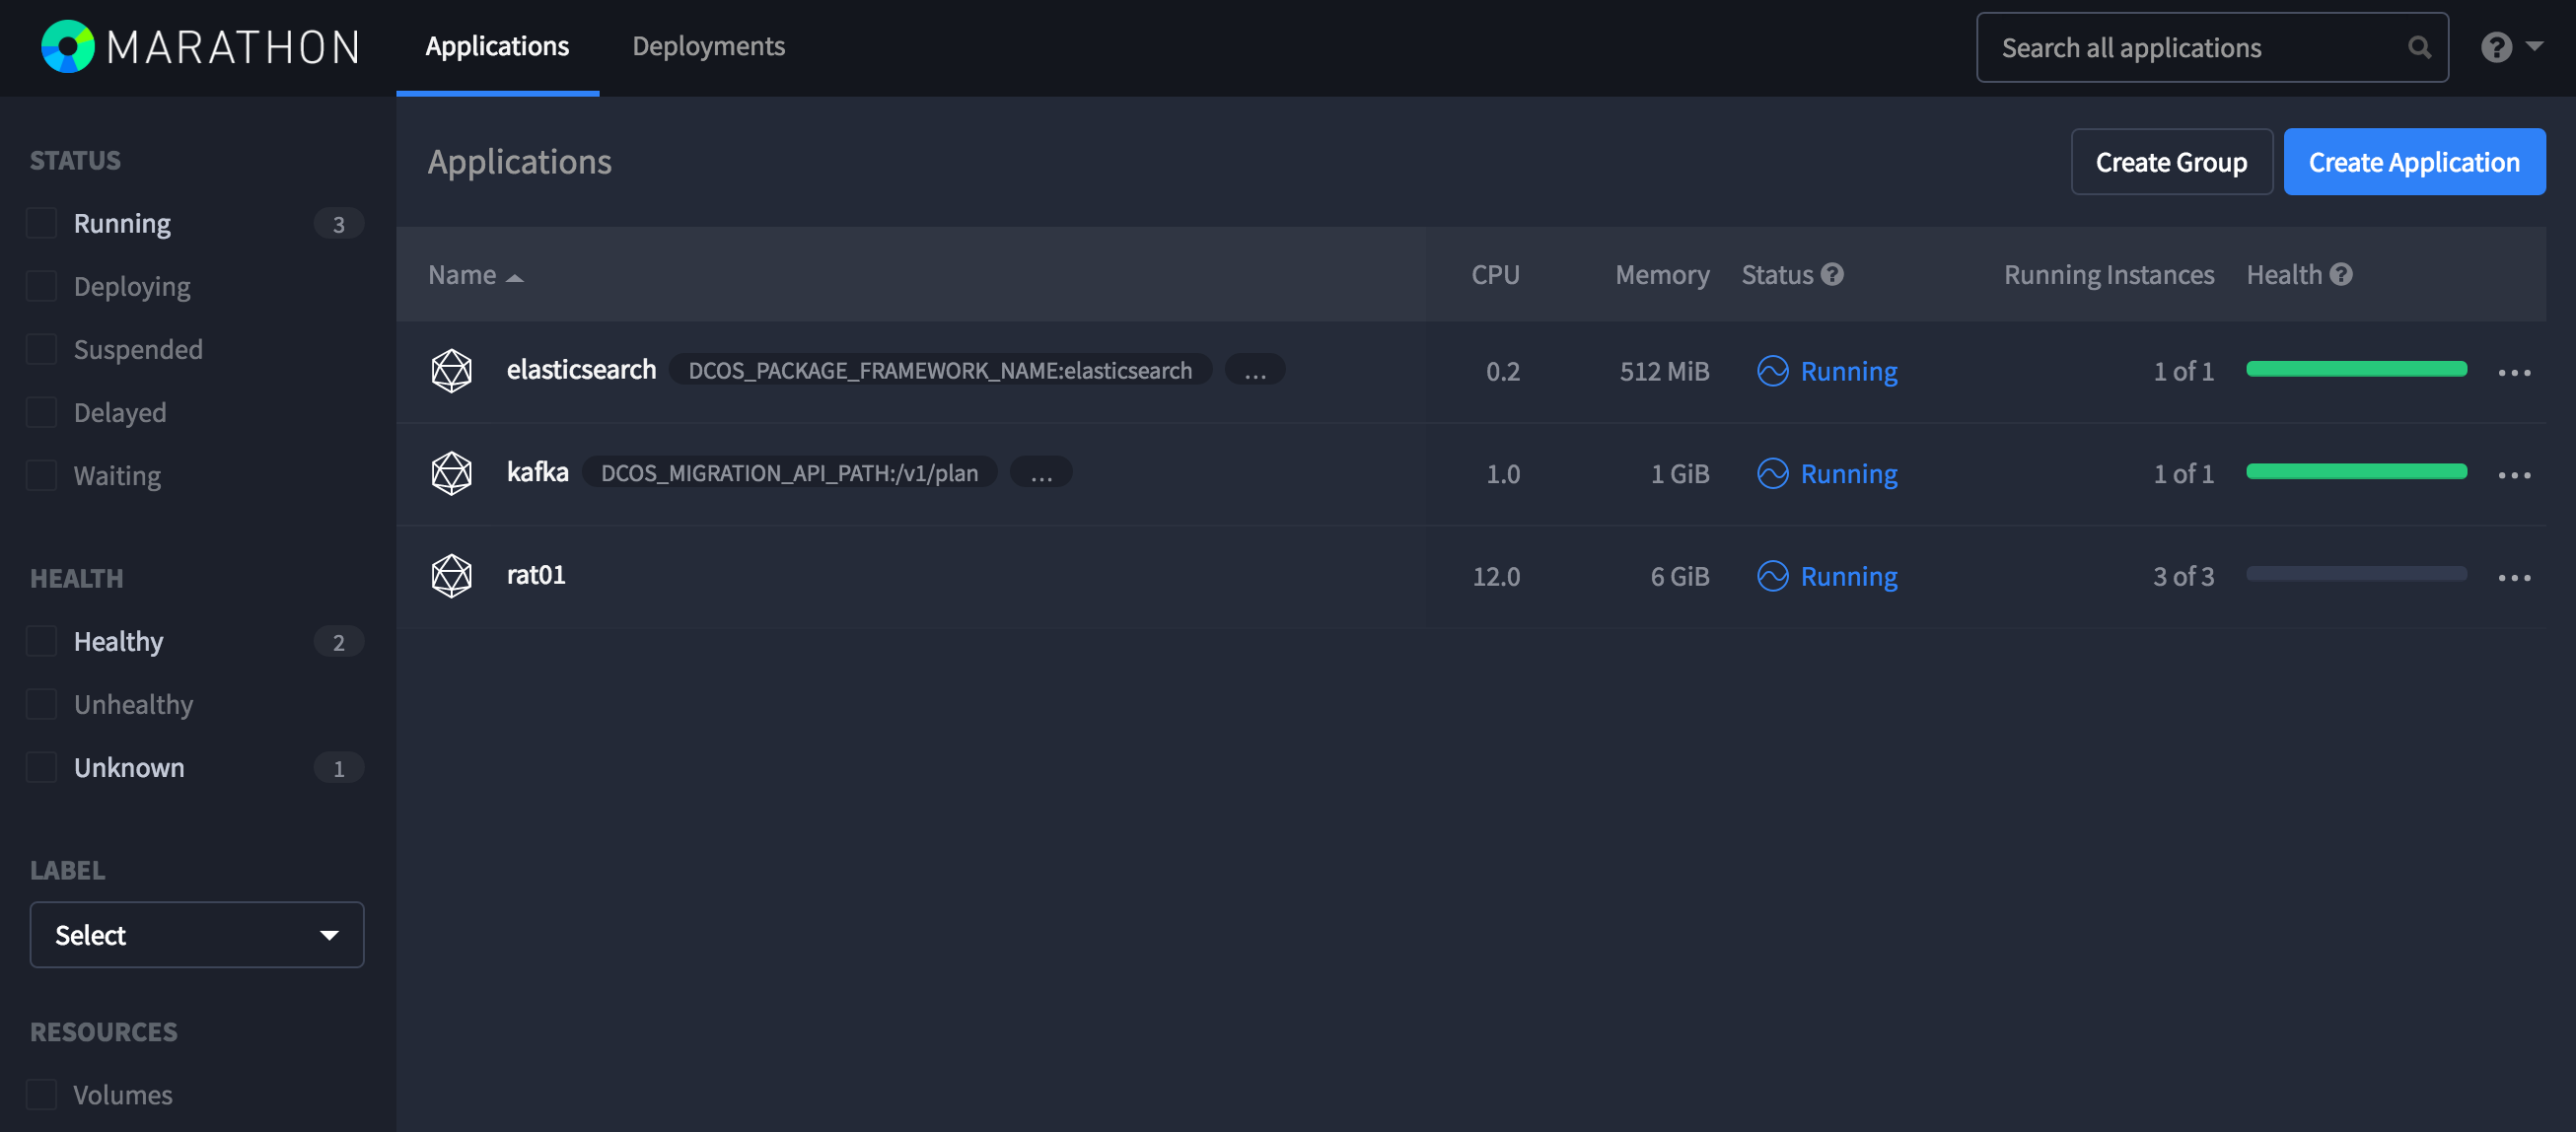 MARATHON
Applications
Deployments
Search all applications
STATUS
Running 3
Deploying
Suspended
Delayed
Waiting
HEALTH
Healthy 2
Unhealthy
Unknown 1
LABEL
Select
RESOURCES
Volumes
Applications
Create Group
Create Application
Name CPU Memory Status Running Instances Health
elasticsearch DCOS_PACKAGE_FRAMEWORK_NAME:elasticsearch ... 0.2 512 MiB Running 1 of 1
kafka DCOS_MIGRATION_API_PATH:/v1/plan ... 1.0 1 GiB Running 1 of 1
rat01 12.0 6 GiB Running 3 of 3